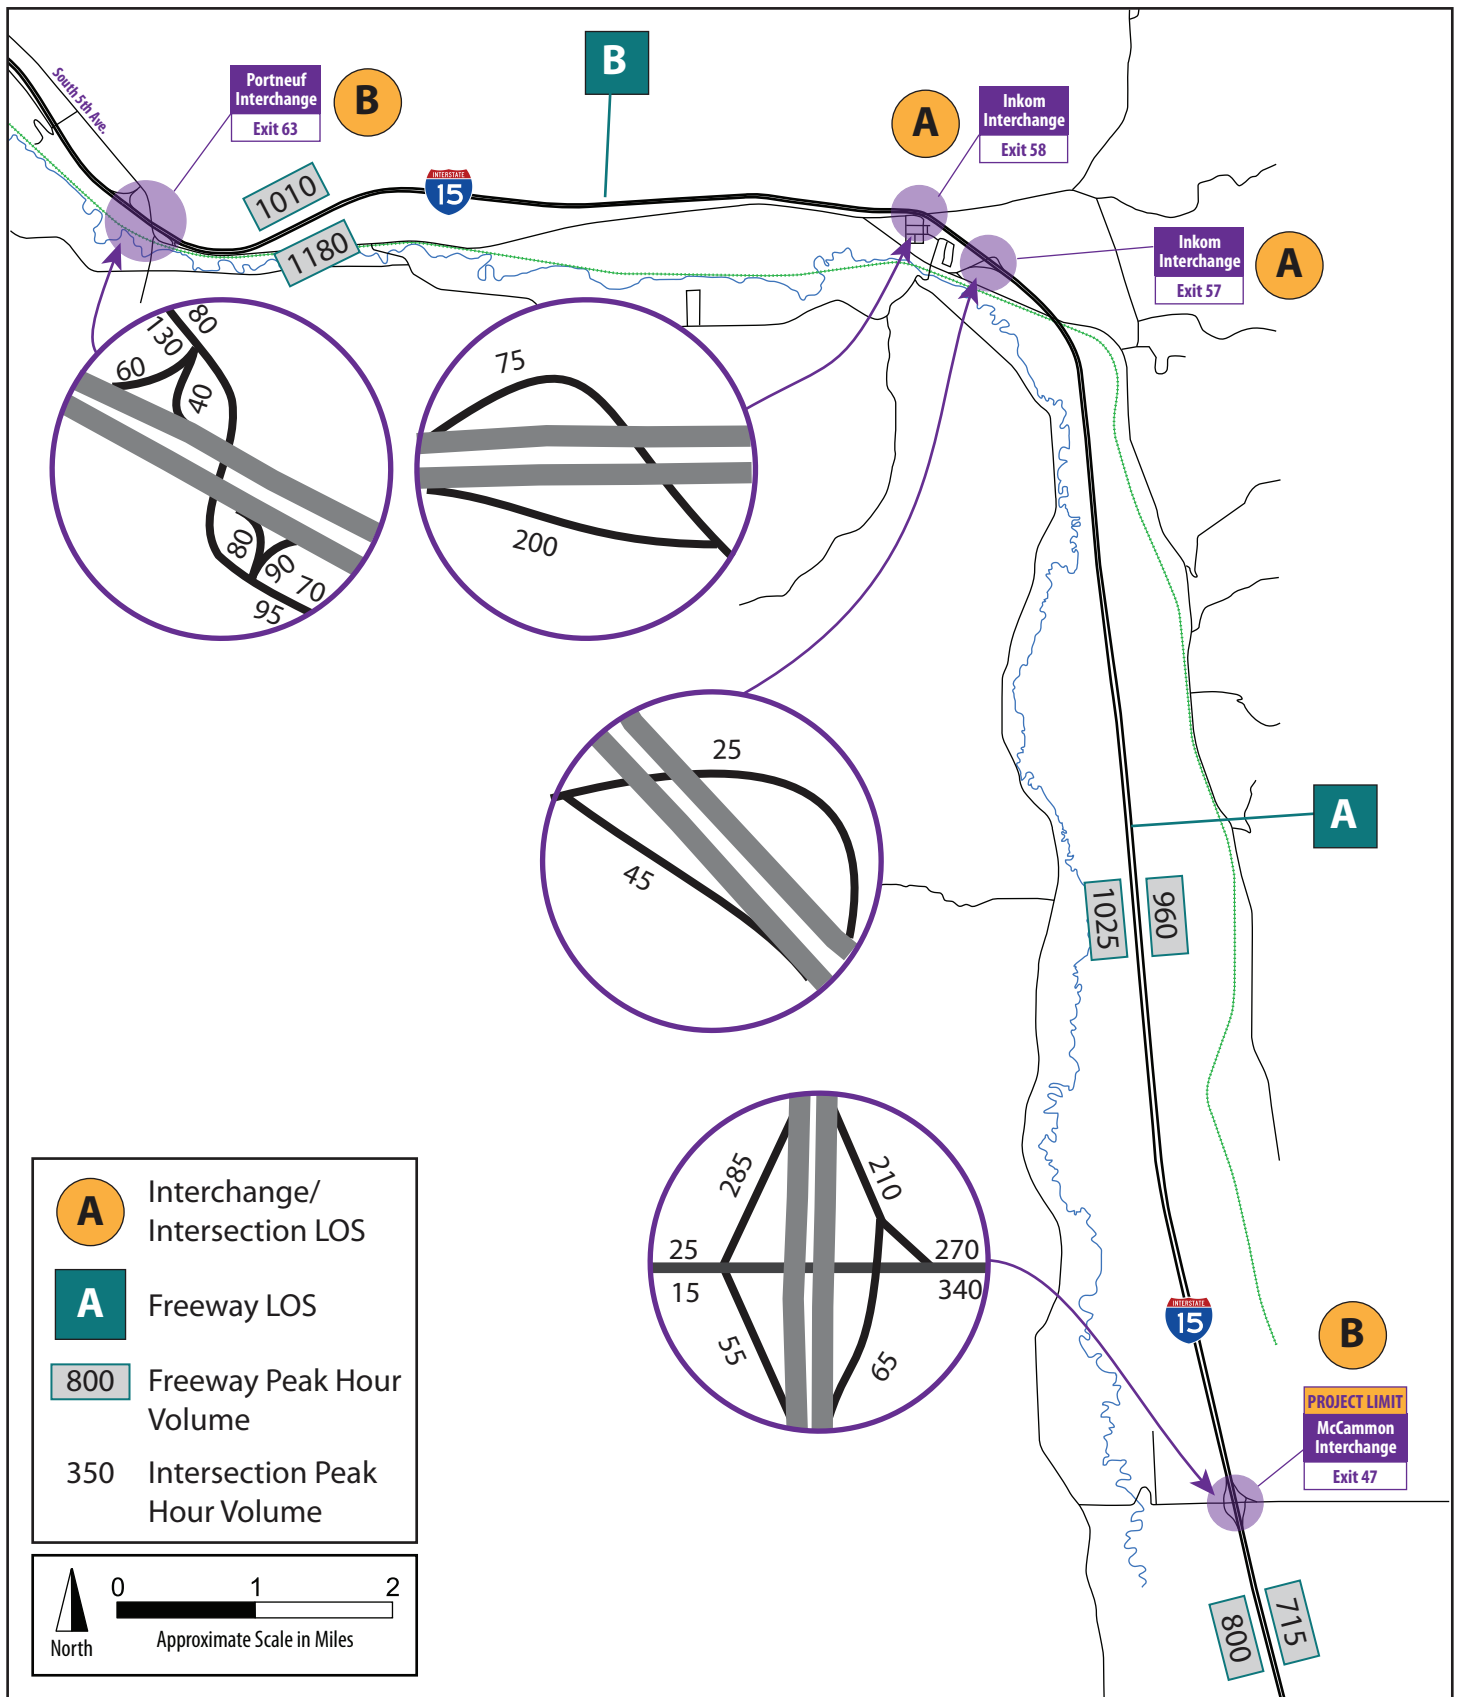 South 5th Ave.
Portneuf
Interchange
Exit 63
B
B
A
Inkom
Interchange
Exit 58
1010
INTERSTATE
15
1180
Inkom
Interchange
Exit 57
A
80
130
60
40
80
90
70
95
75
200
25
45
A
1025
960
285
210
25
270
15
340
55
65
INTERSTATE
15
B
PROJECT LIMIT
McCammon
Interchange
Exit 47
800
715
A
Interchange/
Intersection LOS
A
Freeway LOS
800
Freeway Peak Hour
Volume
350
Intersection Peak
Hour Volume
North
0 1 2
Approximate Scale in Miles